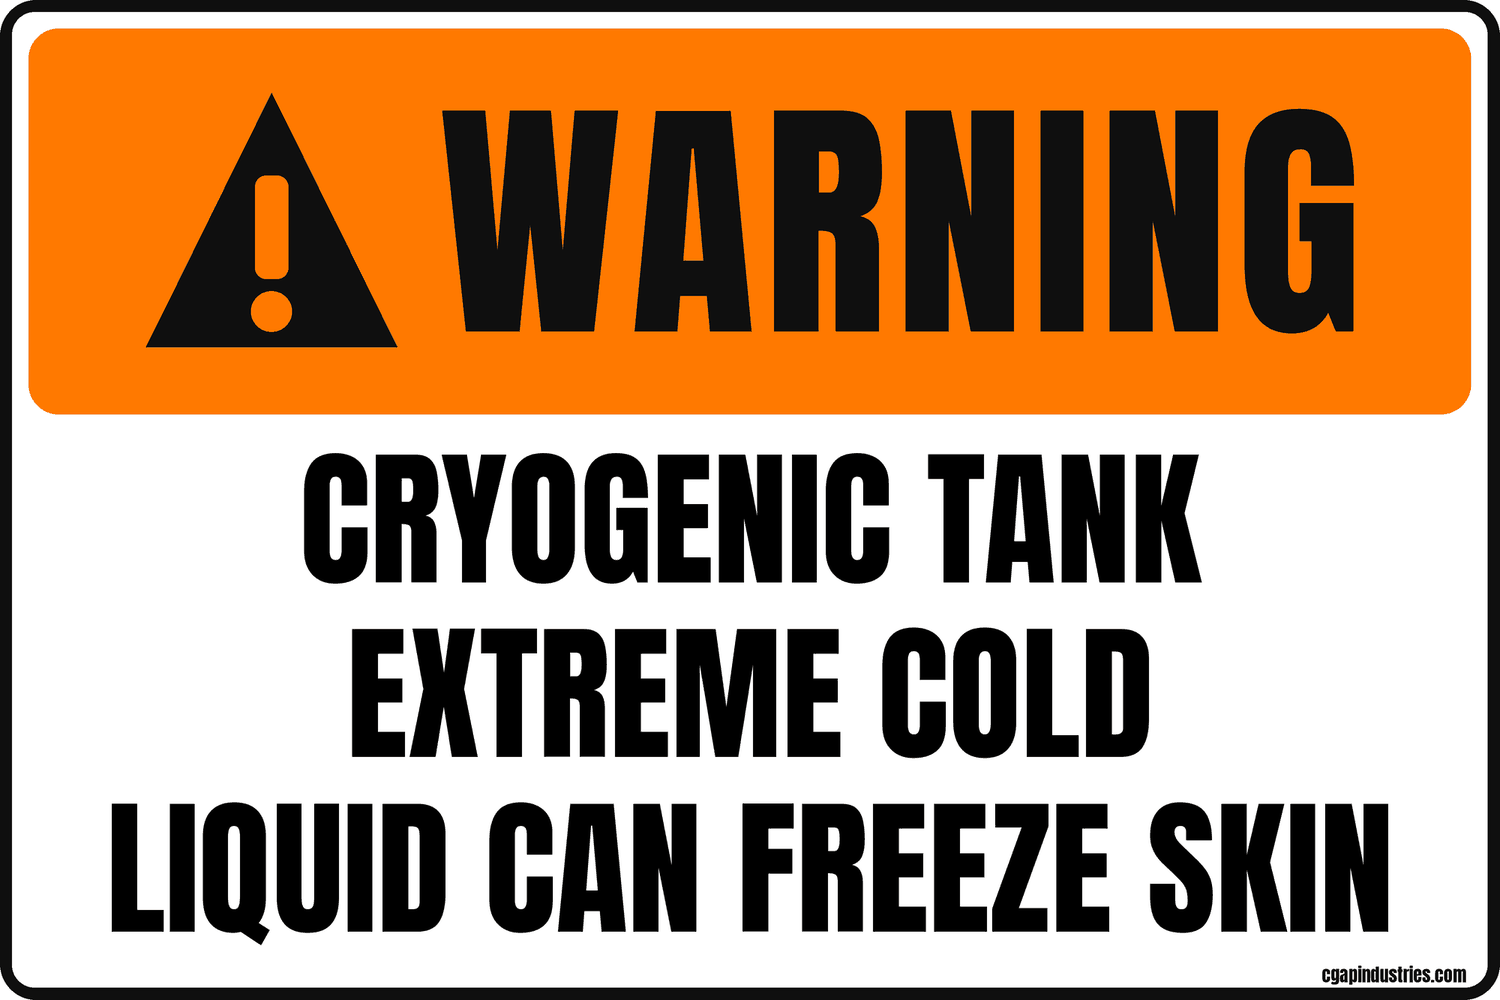 WARNING
CRYOGENIC TANK
EXTREME COLD
LIQUID CAN FREEZE SKIN
cgapindustries.com